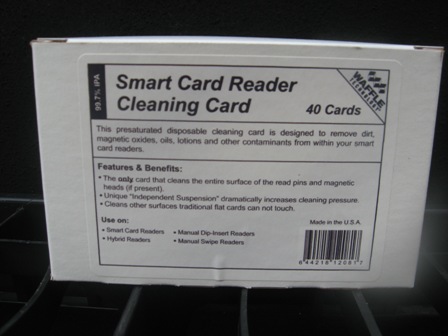 99.7% IPA
Smart Card Reader
Cleaning Card
40 Cards
WAFFLE
TECHNOLOGY
This presaturated disposable cleaning card is designed to remove dirt,
magnetic oxides, oils, lotions and other contaminants from within your smart
card readers.
Features & Benefits:
• The only card that cleans the entire surface of the read pins and magnetic
heads (if present).
• Unique "Independent Suspension" dramatically increases cleaning pressure.
• Cleans other surfaces traditional flat cards can not touch.
Use on:
• Smart Card Readers
• Hybrid Readers
• Manual Dip-Insert Readers
• Manual Swipe Readers
Made in the U.S.A.